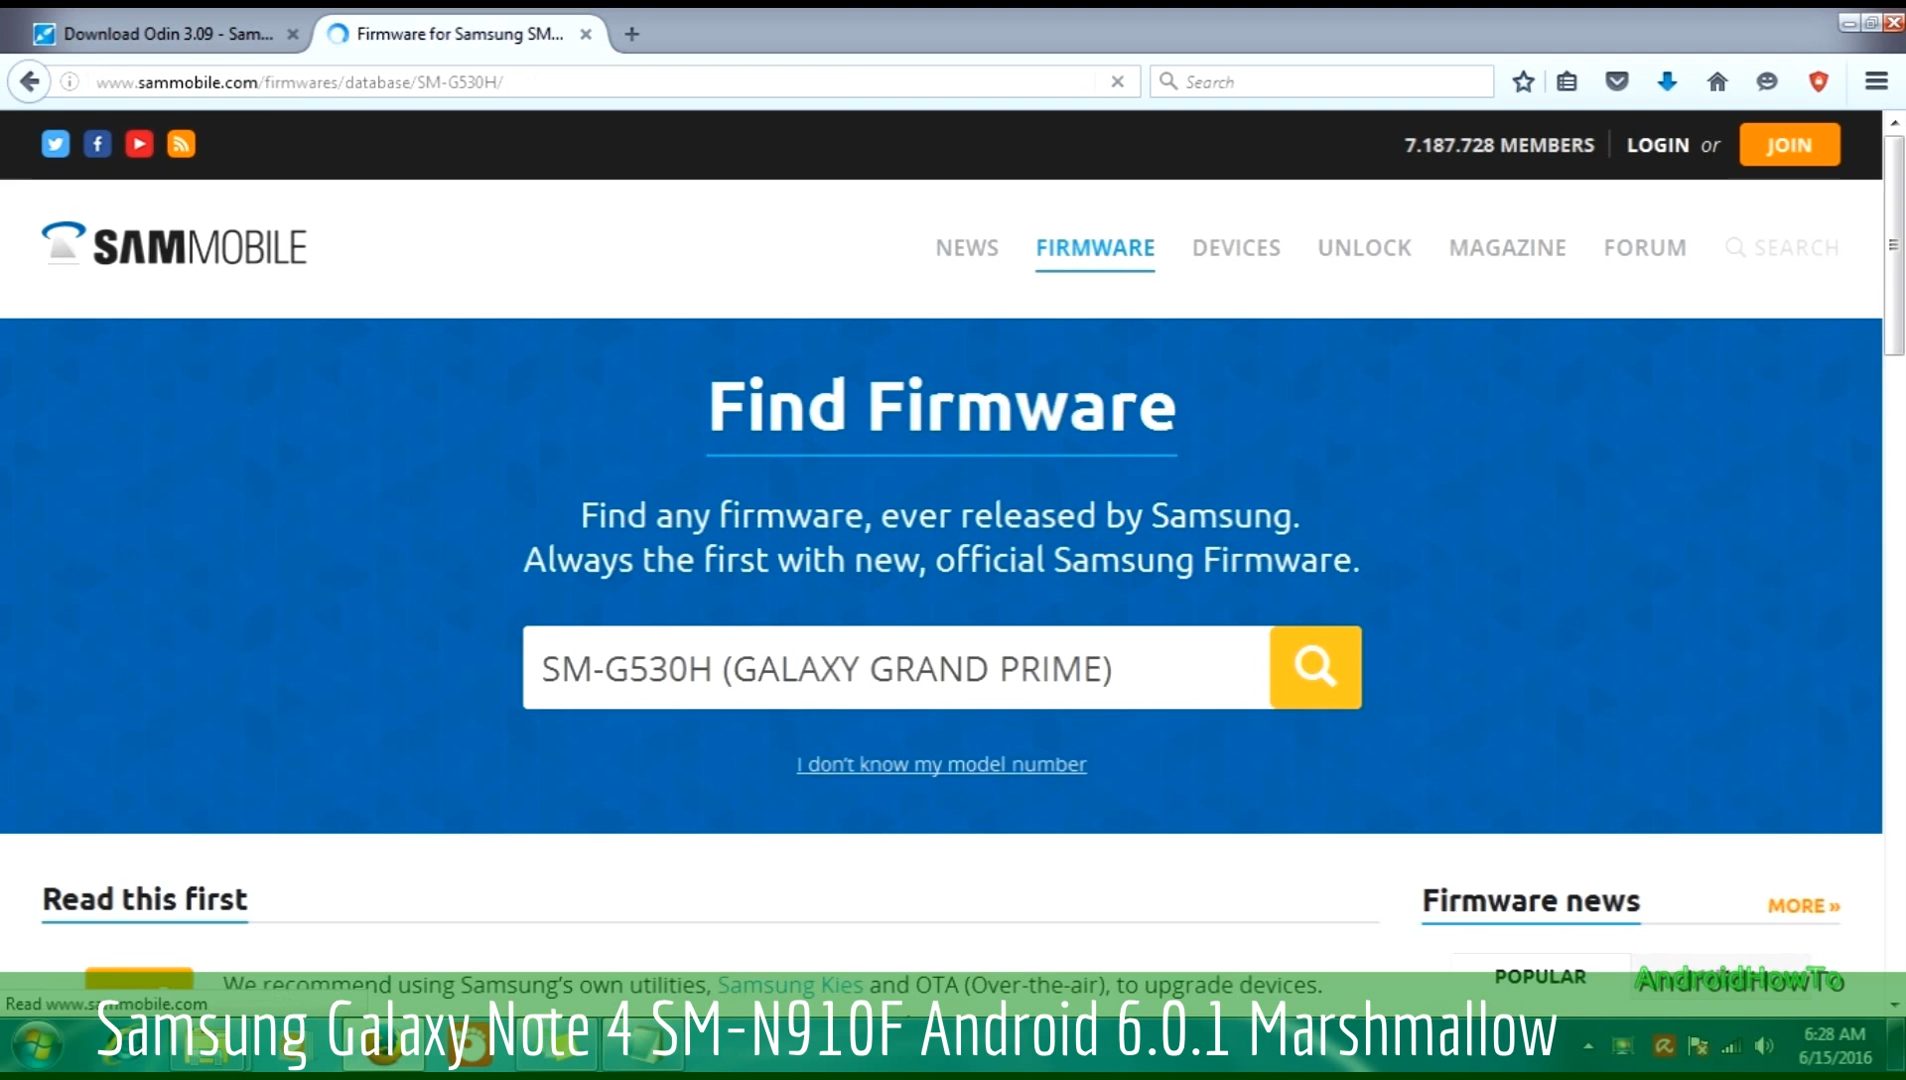 Download Odin 3.09 - Sam...
Firmware for Samsung SM...
www.sammobile.com/firmwares/database/SM-G530H/
Search
7.187.728 MEMBERS
LOGIN or
JOIN
SAMMOBILE
NEWS
FIRMWARE
DEVICES
UNLOCK
MAGAZINE
FORUM
SEARCH
Find Firmware
Find any firmware, ever released by Samsung.
Always the first with new, official Samsung Firmware.
SM-G530H (GALAXY GRAND PRIME)
I don't know my model number
Read this first
Firmware news
MORE »
We recommend using Samsung's own utilities, Samsung Kies and OTA (Over-the-air), to upgrade devices.
POPULAR
AndroidHowTo
Read www.sammobile.com
Samsung Galaxy Note 4 SM-N910F Android 6.0.1 Marshmallow
6:28 AM
6/15/2016